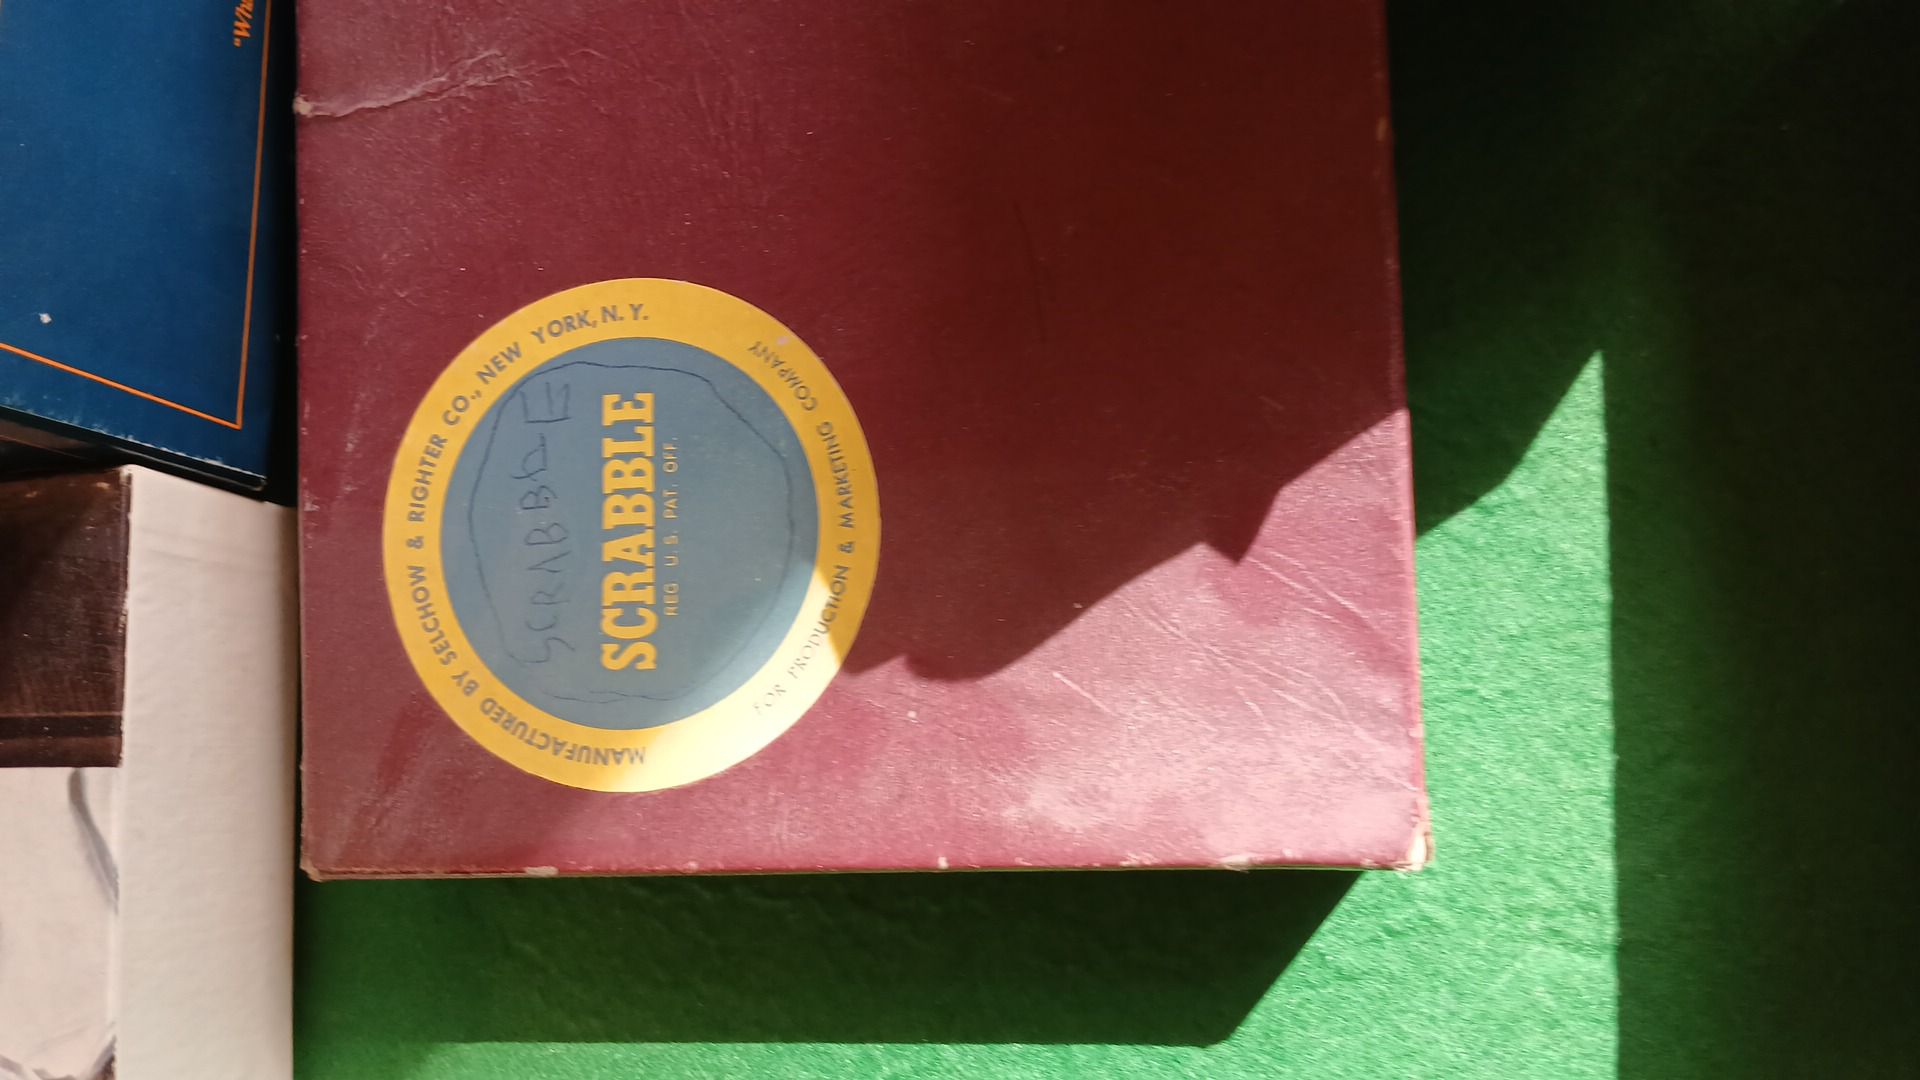 MANUFACTURED BY SELCHOW & RIGHTER CO., NEW YORK, N.Y.
SCRABBLE
SCRABBLE
REG. U.S. PAT. OFF.
FOR PRODUCTION & MARKETING COMPANY